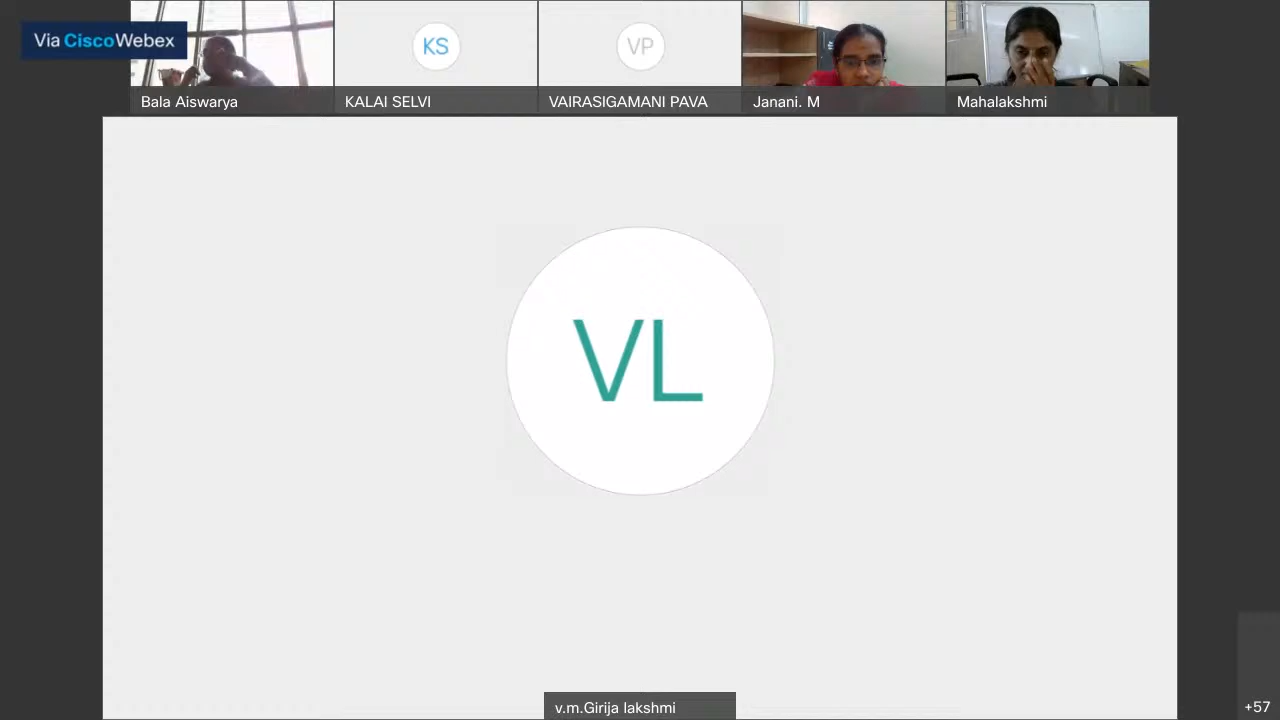 Via CiscoWebex
KS
VP
Bala Aiswarya
KALAI SELVI
VAIRASIGAMANI PAVA
Janani. M
Mahalakshmi
VL
v.m.Girija lakshmi
+57